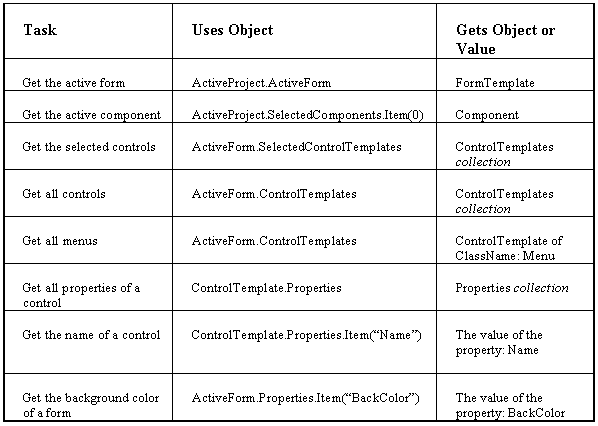 Task Uses Object Gets Object or
Value
Get the active form ActiveProject.ActiveForm FormTemplate
Get the active component ActiveProject.SelectedComponents.Item(0) Component
Get the selected controls ActiveForm.SelectedControlTemplates ControlTemplates
collection
Get all controls ActiveForm.ControlTemplates ControlTemplates
collection
Get all menus ActiveForm.ControlTemplates ControlTemplate of
ClassName: Menu
Get all properties of a ControlTemplate.Properties Properties collection
control
Get the name of a control ControlTemplate.Properties.Item(“Name”) The value of the
property: Name
Get the background color ActiveForm.Properties.Item(“BackColor”) The value of the
of a form property: BackColor